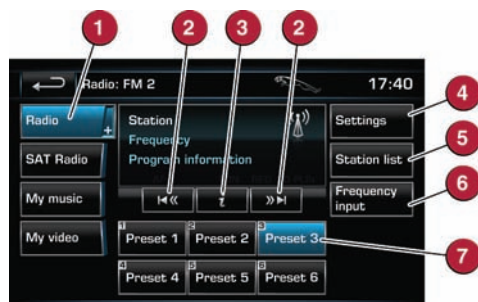 1
2
3
2
Radio: FM 2
17:40
Radio
+
Station
Frequency
Program information
Settings
4
SAT Radio
Station list
5
My music
i
Frequency
input
6
My video
1 Preset 1
2 Preset 2
3 Preset 3
7
4 Preset 4
5 Preset 5
6 Preset 6